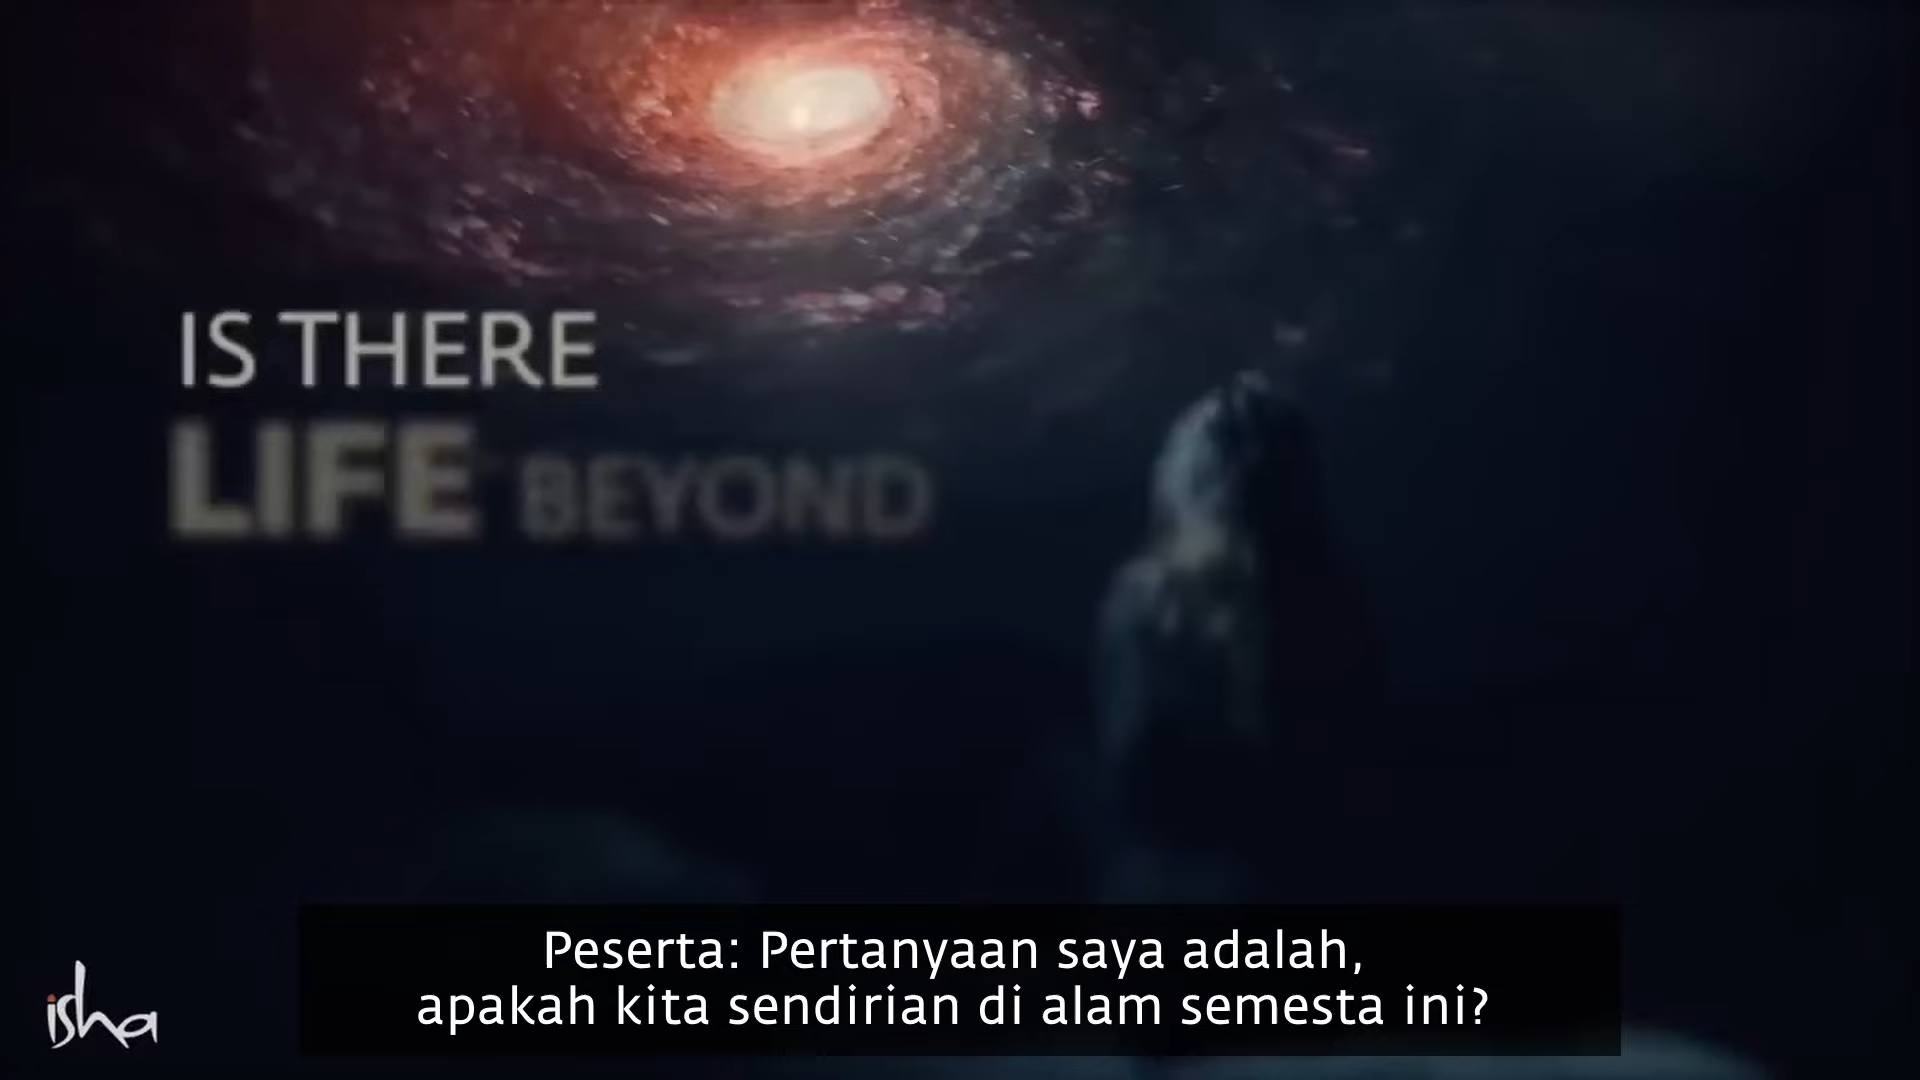 IS THERE
LIFE BEYOND
Peserta: Pertanyaan saya adalah,
apakah kita sendirian di alam semesta ini?
isha